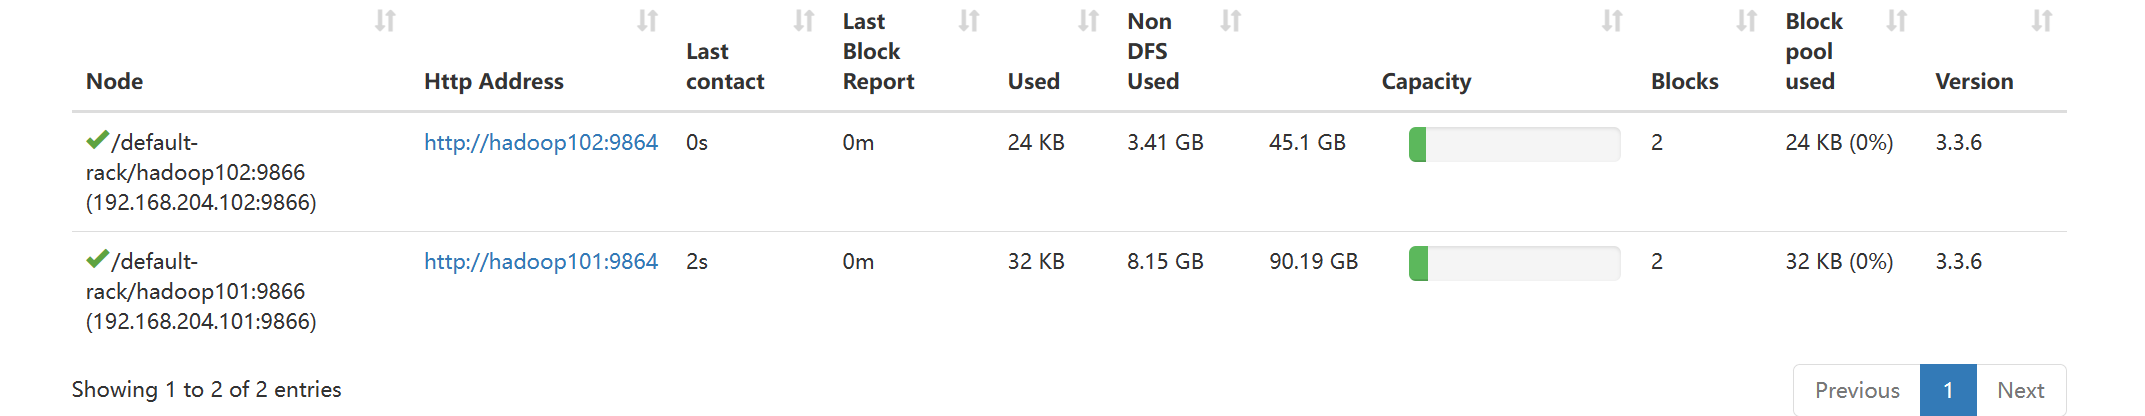 Node Http Address Last contact Last Block Report Used Non DFS Used Capacity Blocks Block pool used Version
/default-rack/hadoop102:9866 (192.168.204.102:9866) http://hadoop102:9864 0s 0m 24 KB 3.41 GB 45.1 GB 2 24 KB (0%) 3.3.6
/default-rack/hadoop101:9866 (192.168.204.101:9866) http://hadoop101:9864 2s 0m 32 KB 8.15 GB 90.19 GB 2 32 KB (0%) 3.3.6
Showing 1 to 2 of 2 entries Previous 1 Next